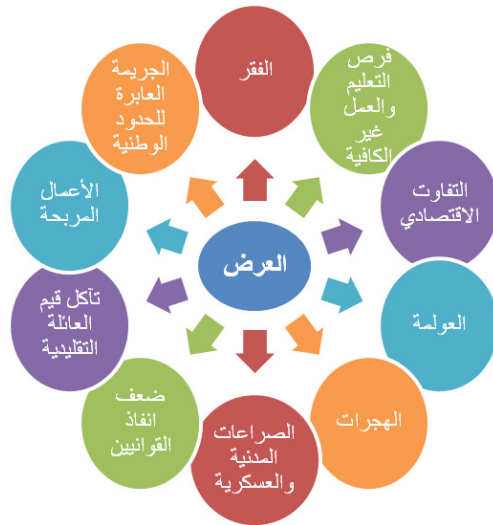 الفقر
فرص
التعليم
والعمل
غير
الكافية
التفاوت
الاقتصادي
العولمة
الهجرات
الصراعات
المدنية
والعسكرية
ضعف
انفاذ
القوانيين
تآكل قيم
العائلة
التقليدية
الأعمال
المربحة
الجريمة
العابرة
للحدود
الوطنية
العرض